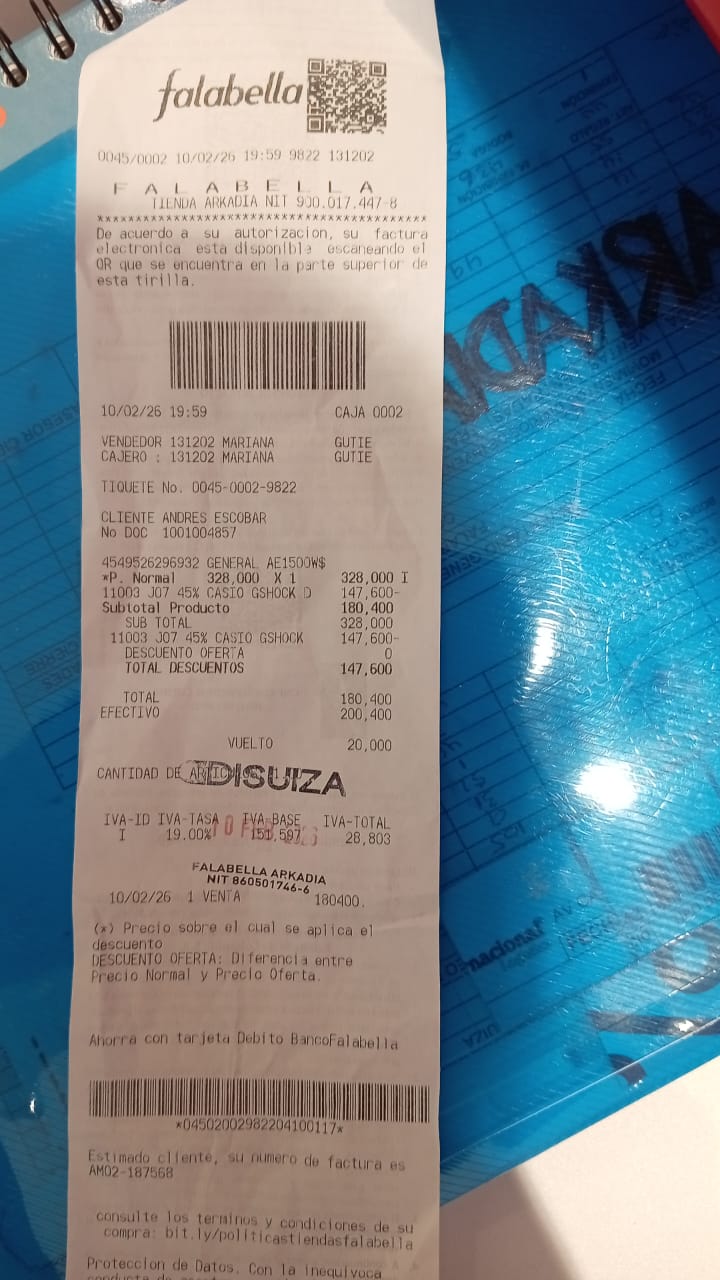 falabella
0045/0002 10/02/26 19:59 9822 131202
F A L A B E L L A
TIENDA ARKADIA NIT 900.017.447-8
******************************************
De acuerdo a su autorizacion, su factura
electronica esta disponible escaneando el
QR que se encuentra en la parte superior de
esta tirilla.
10/02/26 19:59 CAJA 0002
VENDEDOR 131202 MARIANA GUTIE
CAJERO : 131202 MARIANA GUTIE
TIQUETE No. 0045-0002-9822
CLIENTE ANDRES ESCOBAR
No DOC 1001004857
4549526296932 GENERAL AE1500W$
*P. Normal 328,000 X 1 328,000 I
11003 J07 45% CASIO GSHOCK D 147,600-
Subtotal Producto 180,400
SUB TOTAL 328,000
11003 J07 45% CASIO GSHOCK 147,600-
DESCUENTO OFERTA 0
TOTAL DESCUENTOS 147,600
TOTAL 180,400
EFECTIVO 200,400
VUELTO 20,000
CANTIDAD DE
DISUIZA
IVA-ID IVA-TASA IVA-BASE IVA-TOTAL
I 19.00% 151,597 28,803
FALABELLA ARKADIA
NIT 860501746-6
10/02/26 1 VENTA 180400.
(*) Precio sobre el cual se aplica el
descuento
DESCUENTO OFERTA: Diferencia entre
Precio Normal y Precio Oferta.
Ahorra con tarjeta Debito BancoFalabella
*04502002982204100117*
Estimado cliente, su numero de factura es
AM02-187568
consulte los terminos y condiciones de su
compra: bit.ly/politicastiendasfalabella
Proteccion de Datos. Con la inequivoca
ARKADIA
nacional